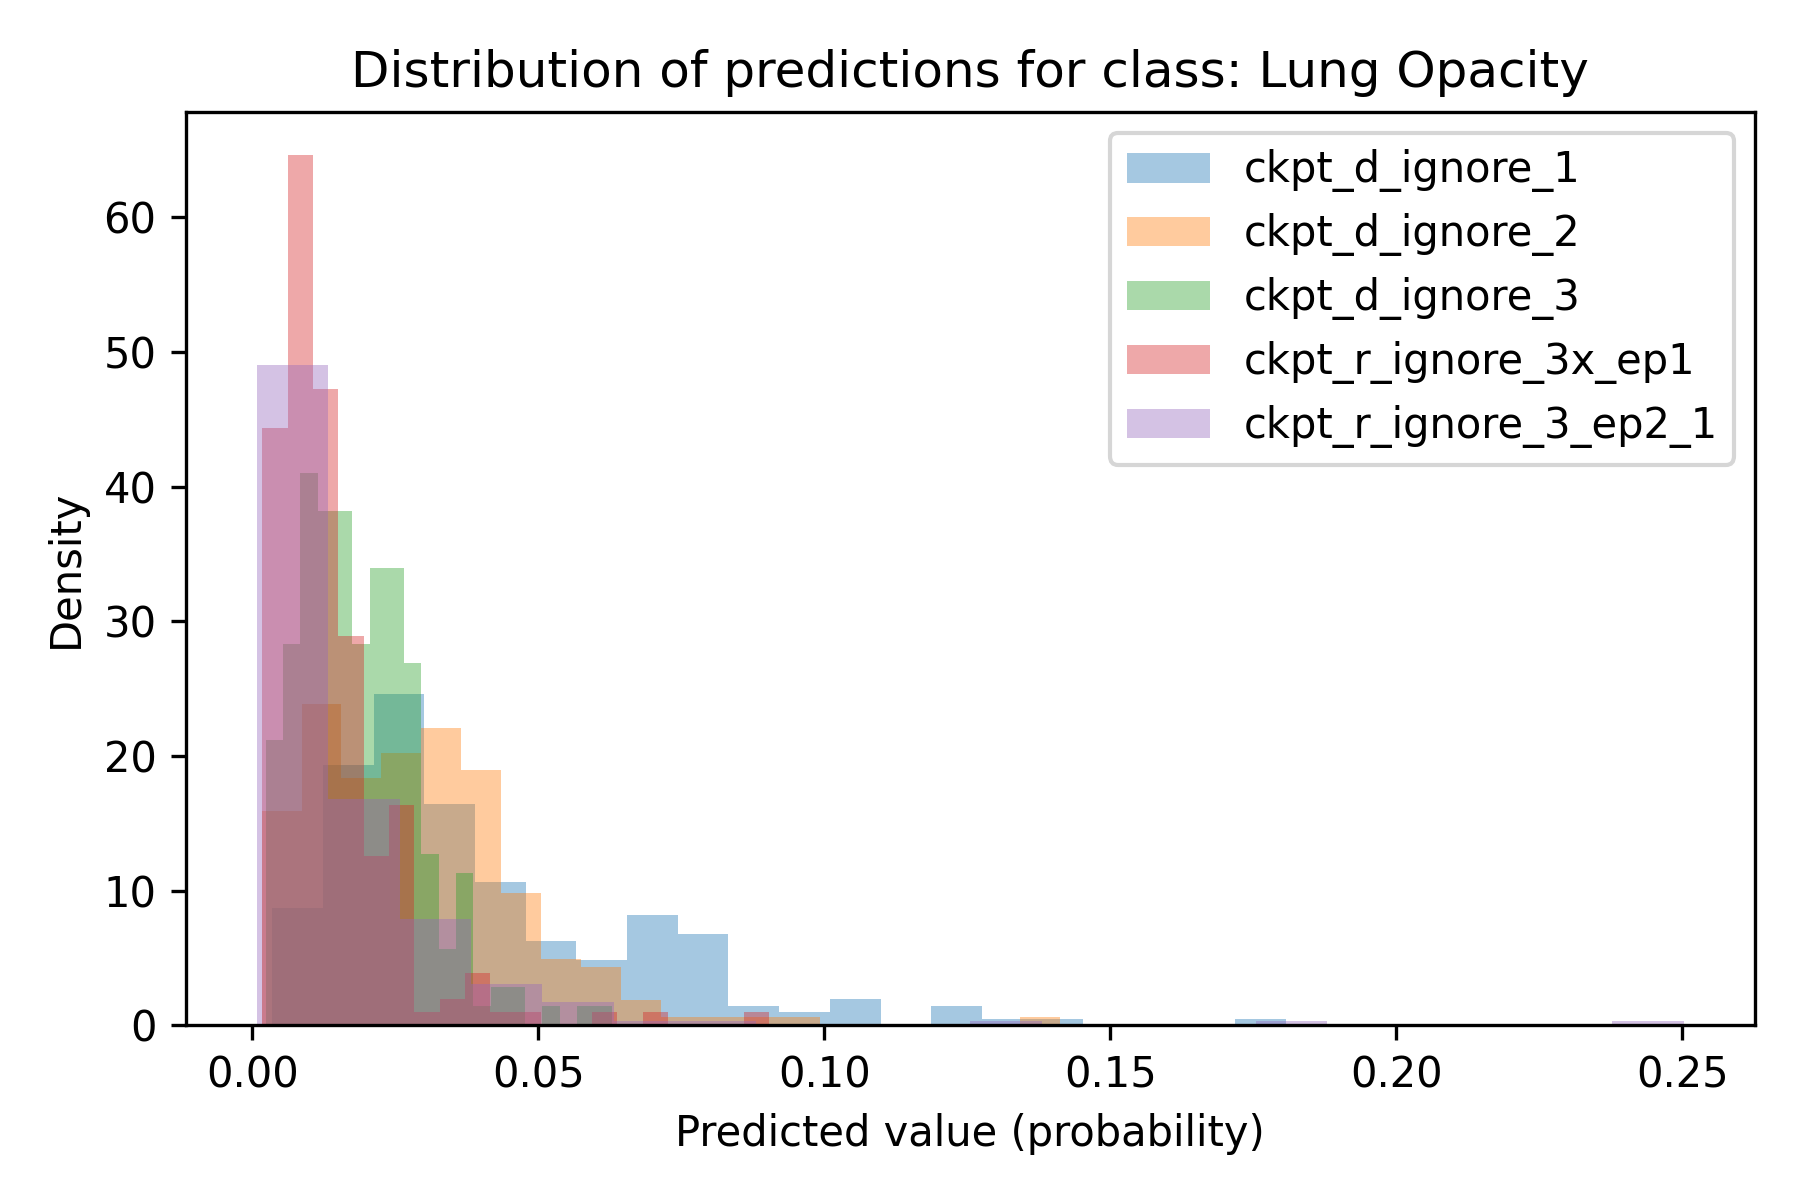 Distribution of predictions for class: Lung Opacity
ckpt_d_ignore_1
ckpt_d_ignore_2
ckpt_d_ignore_3
ckpt_r_ignore_3x_ep1
ckpt_r_ignore_3_ep2_1
Density
60
50
40
30
20
10
0
0.00 0.05 0.10 0.15 0.20 0.25
Predicted value (probability)